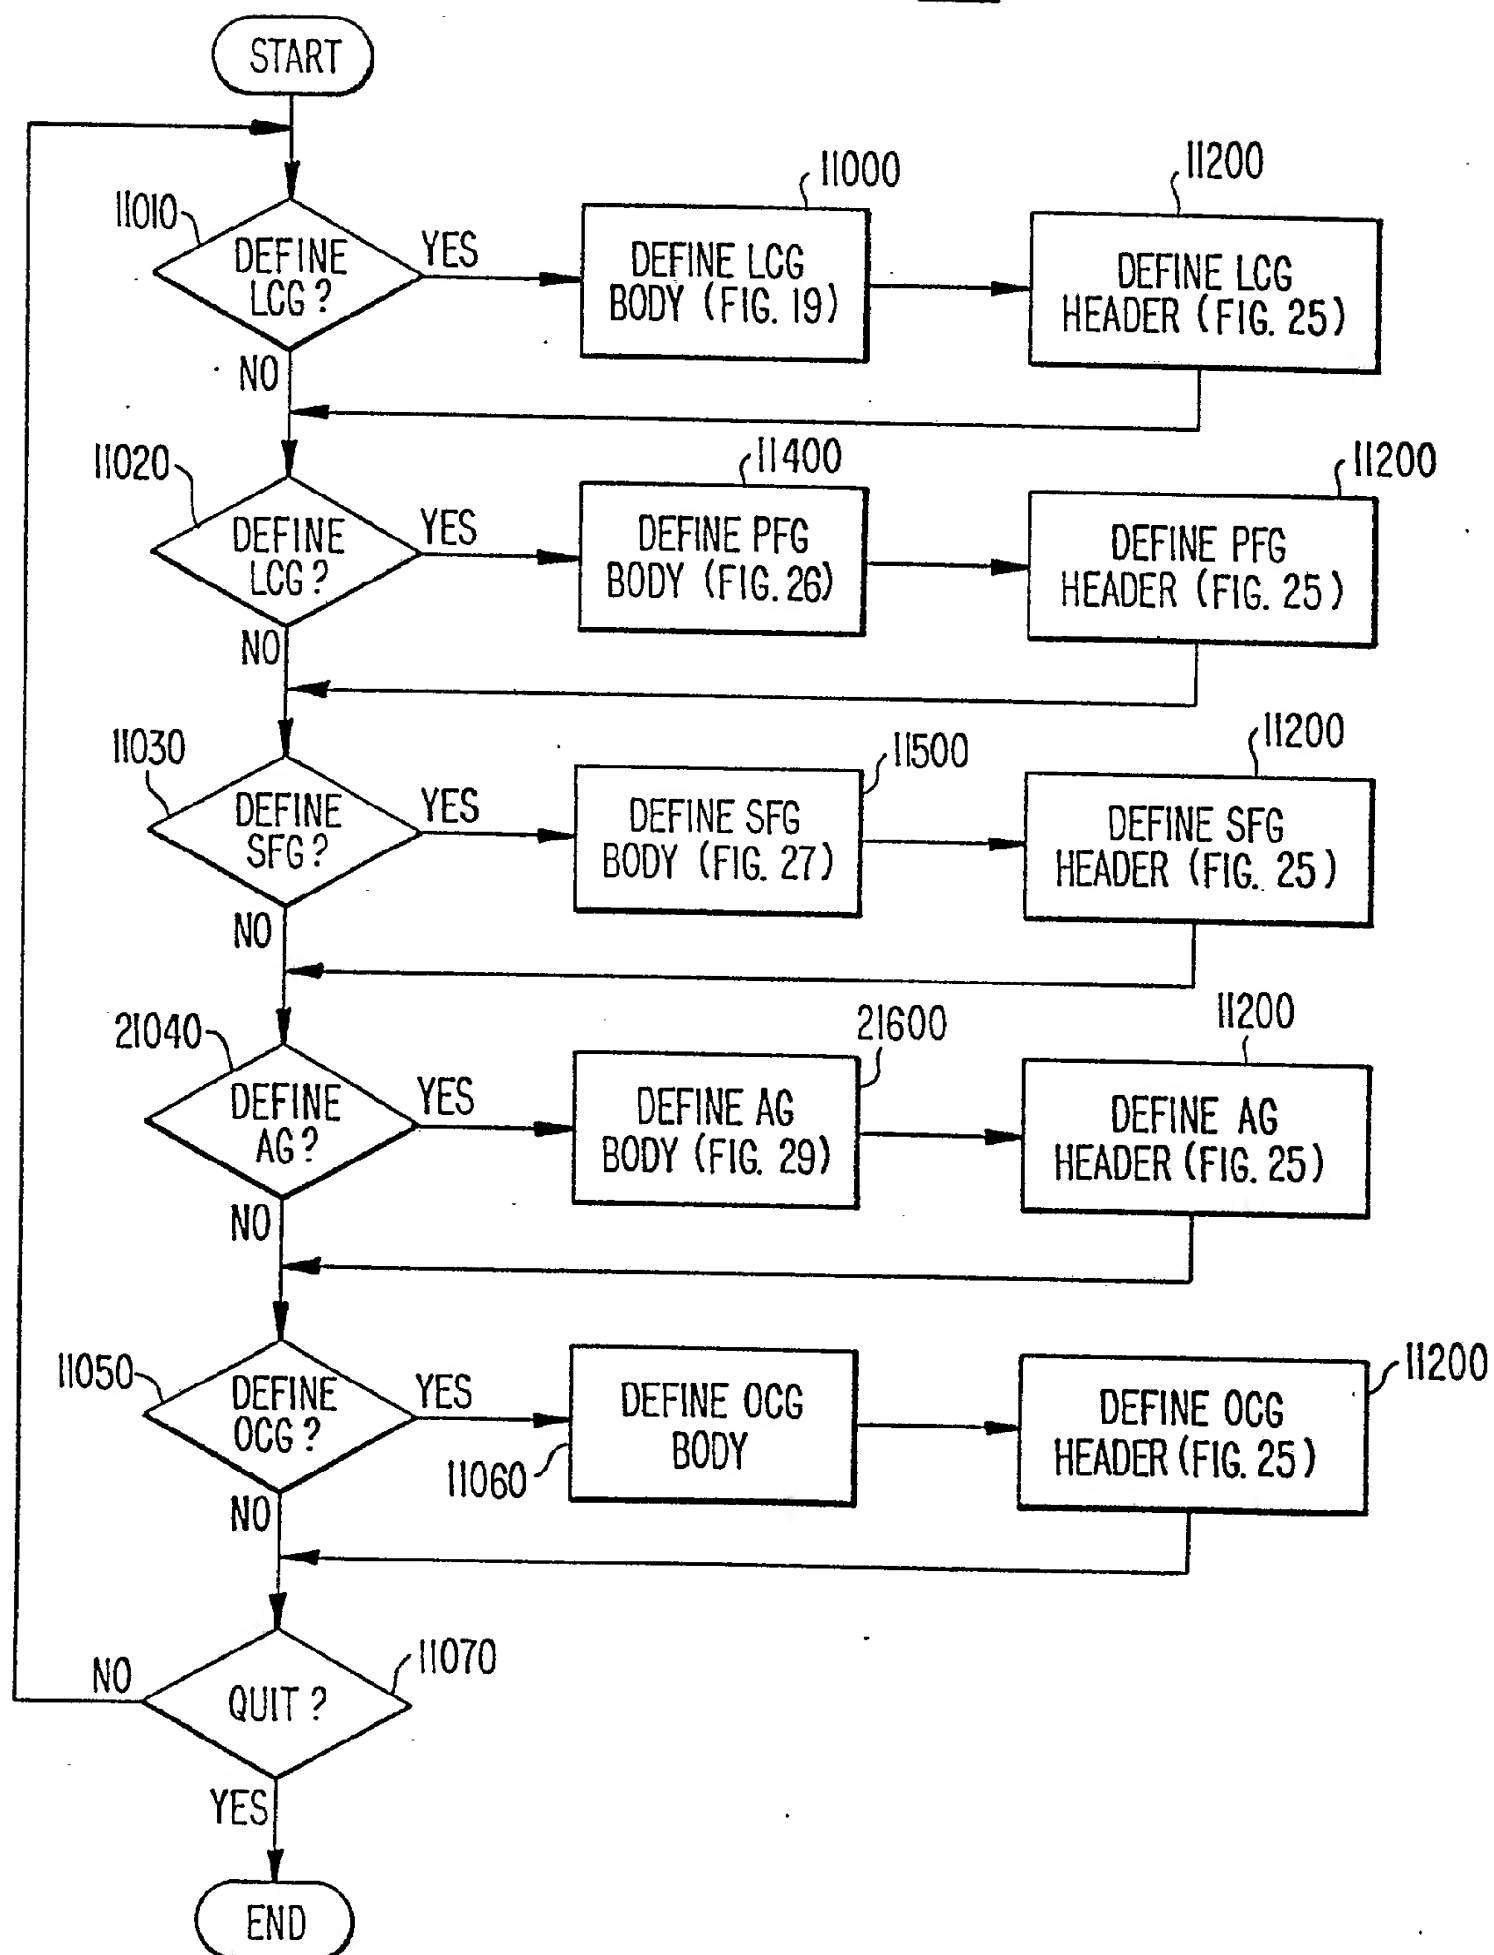 START
11010
DEFINE
LCG?
YES
11000
DEFINE LCG
BODY (FIG. 19)
11200
DEFINE LCG
HEADER (FIG. 25)
NO
11020
DEFINE
LCG?
YES
11400
DEFINE PFG
BODY (FIG. 26)
11200
DEFINE PFG
HEADER (FIG. 25)
NO
11030
DEFINE
SFG?
YES
11500
DEFINE SFG
BODY (FIG. 27)
11200
DEFINE SFG
HEADER (FIG. 25)
NO
21040
DEFINE
AG?
YES
21600
DEFINE AG
BODY (FIG. 29)
11200
DEFINE AG
HEADER (FIG. 25)
NO
11050
DEFINE
OCG?
YES
11060
DEFINE OCG
BODY
11200
DEFINE OCG
HEADER (FIG. 25)
NO
11070
QUIT?
NO
YES
END